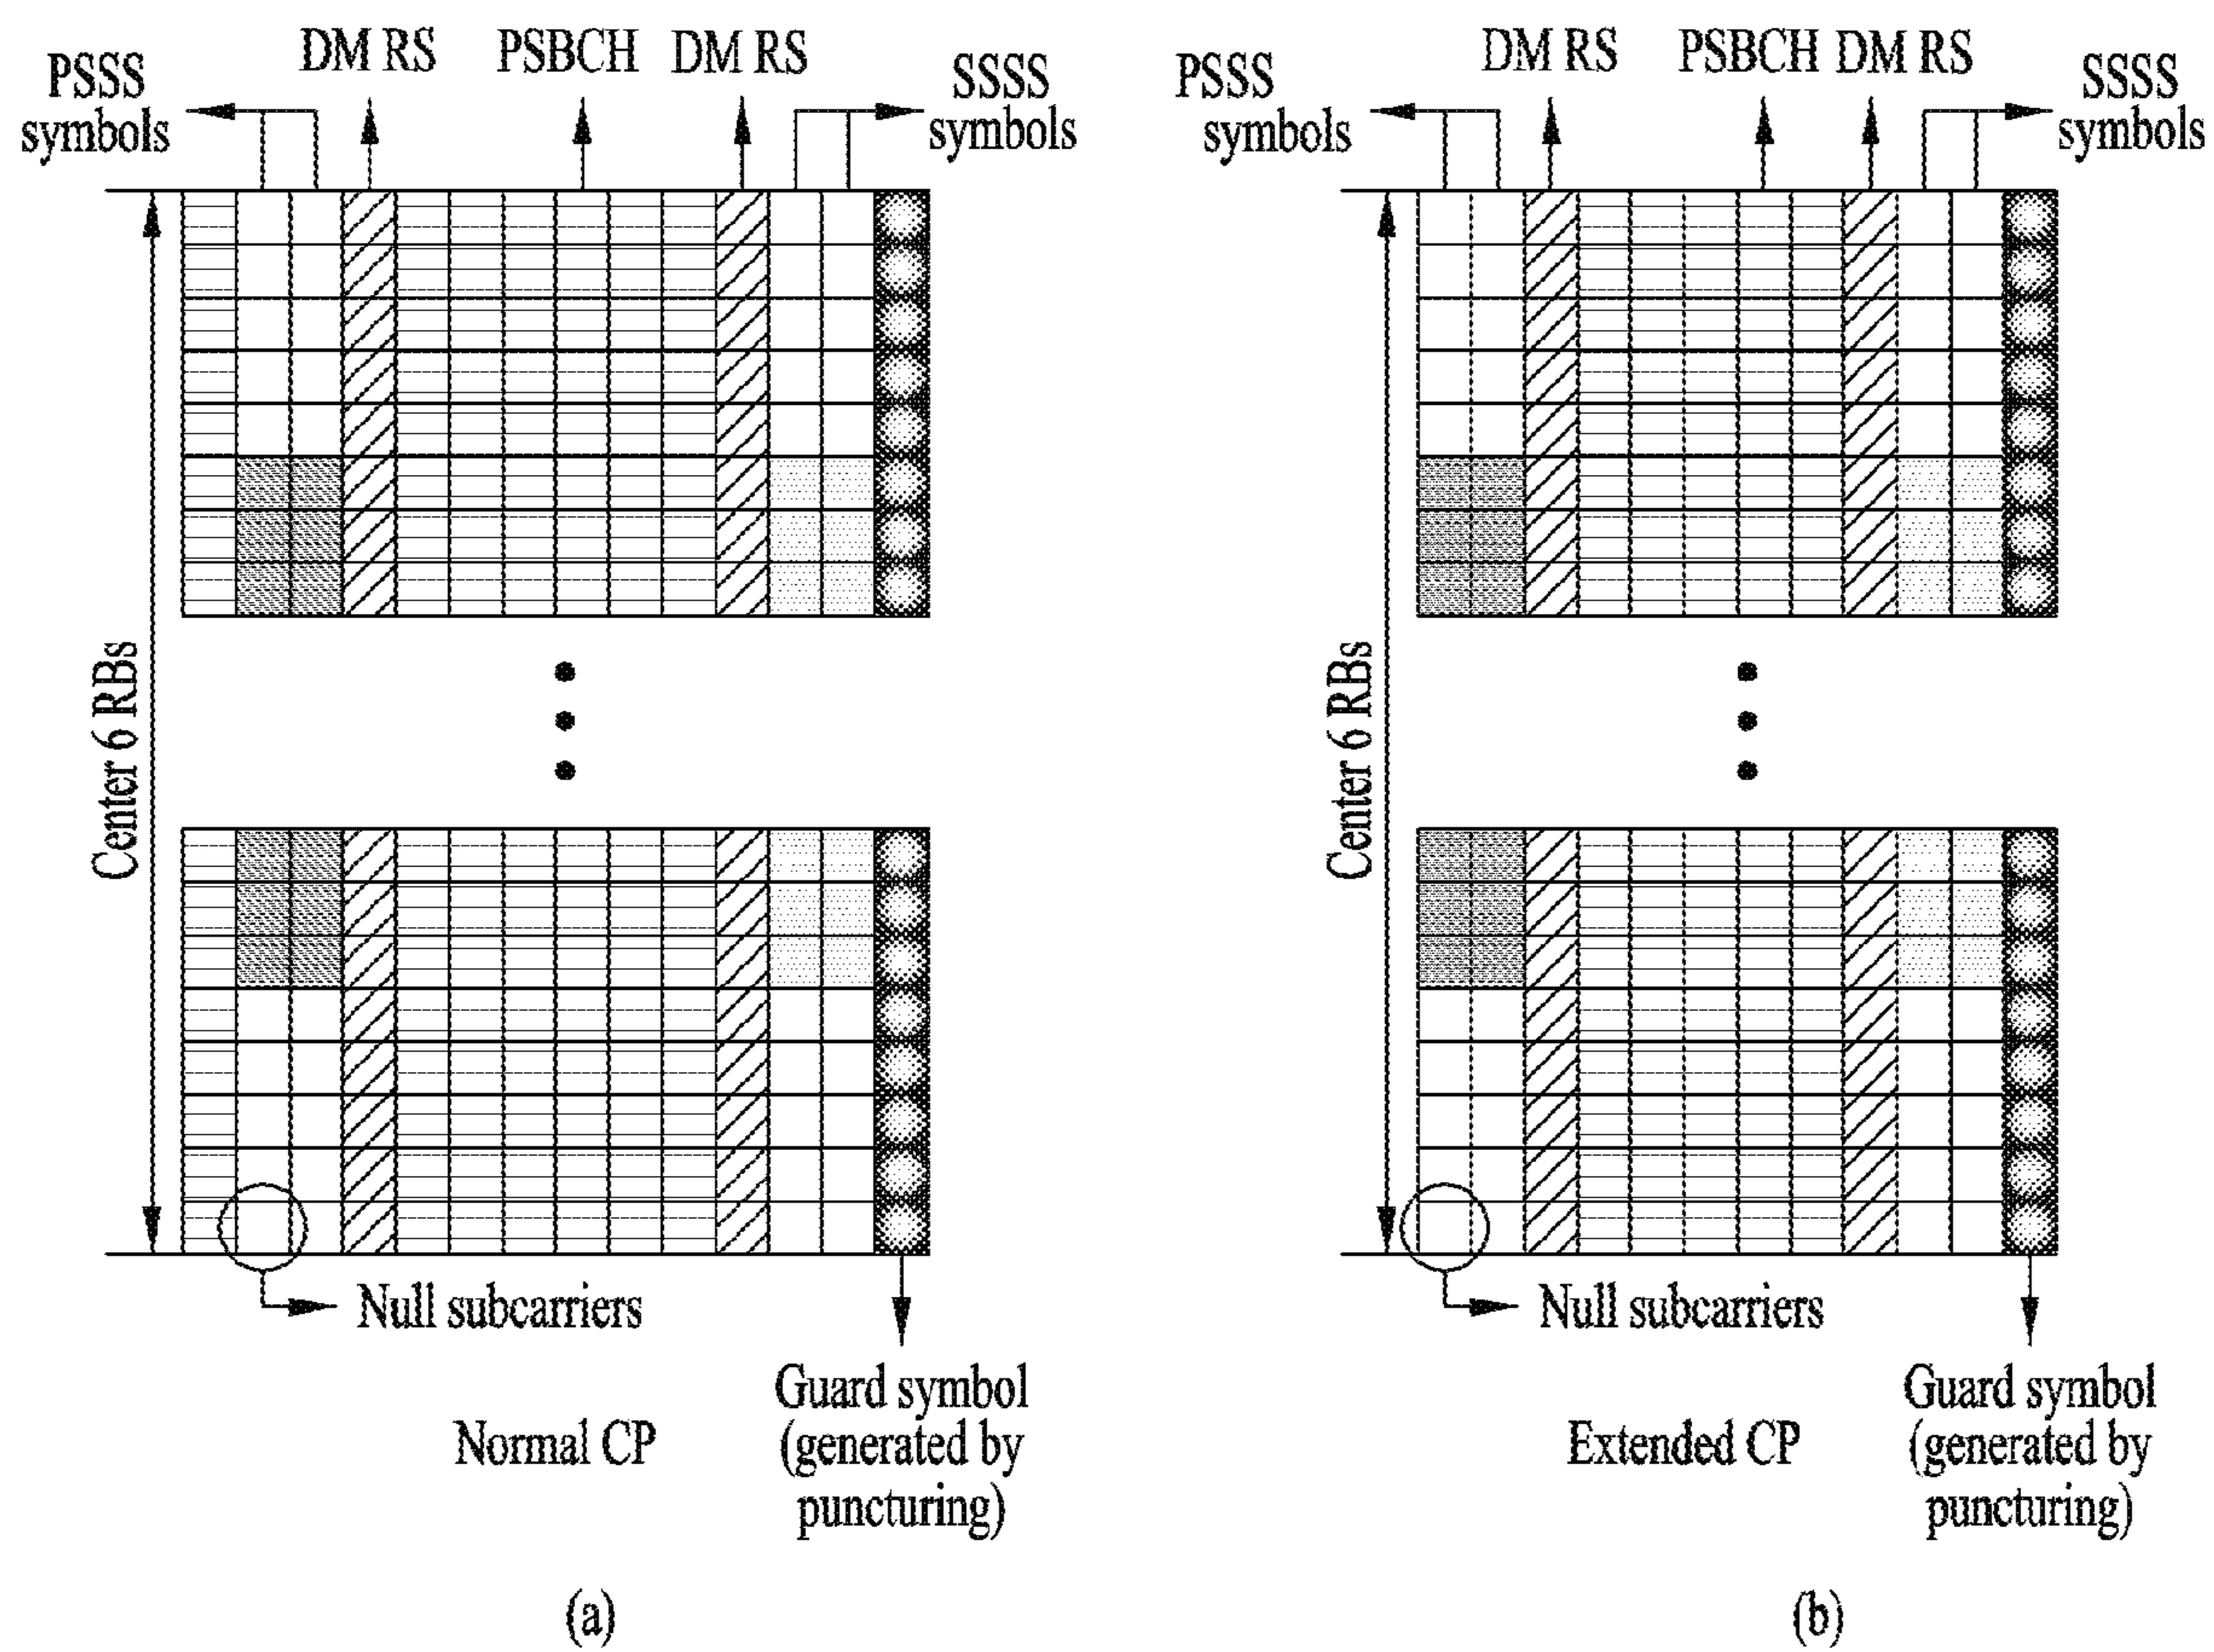 PSSS
symbols
DM RS
PSBCH
DM RS
SSSS
symbols
Center 6 RBs
Null subcarriers
Guard symbol
(generated by
puncturing)
Normal CP
(a)
PSSS
symbols
DM RS
PSBCH
DM RS
SSSS
symbols
Center 6 RBs
Null subcarriers
Guard symbol
(generated by
puncturing)
Extended CP
(b)